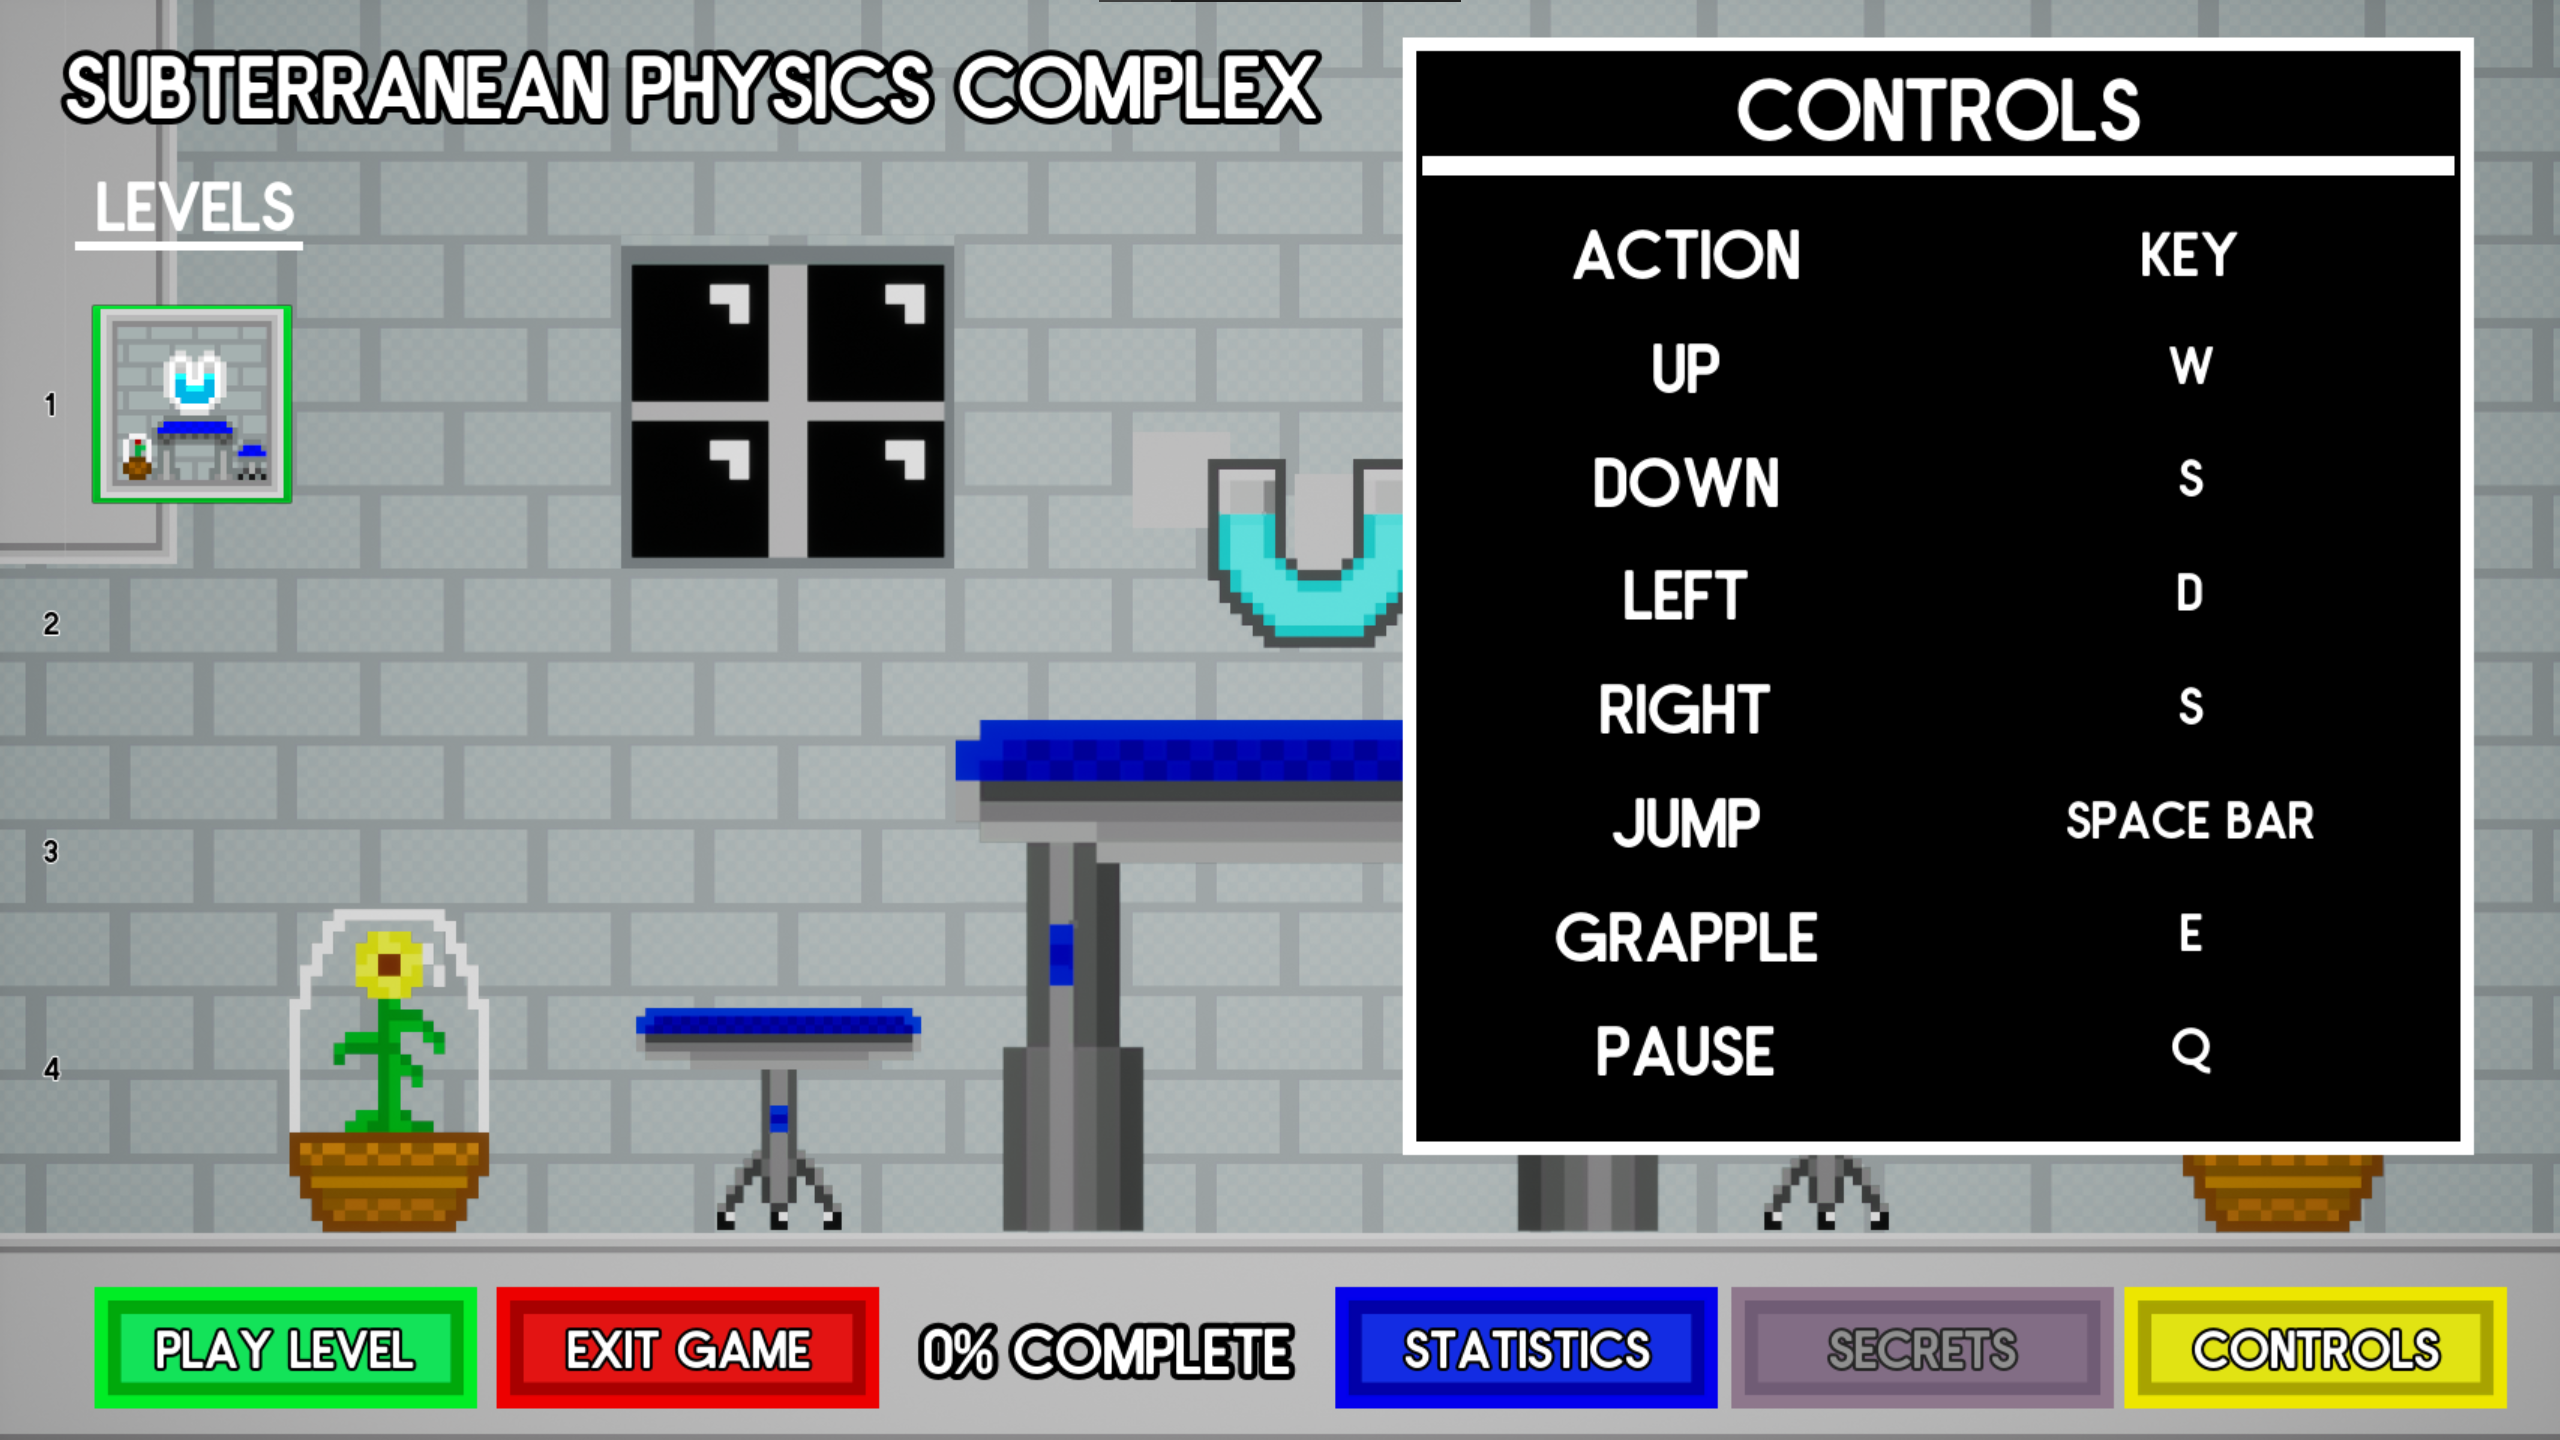 SUBTERRANEAN PHYSICS COMPLEX
LEVELS
1
2
3
4
CONTROLS
ACTION KEY
UP W
DOWN S
LEFT D
RIGHT S
JUMP SPACE BAR
GRAPPLE E
PAUSE Q
PLAY LEVEL
EXIT GAME
0% COMPLETE
STATISTICS
SECRETS
CONTROLS